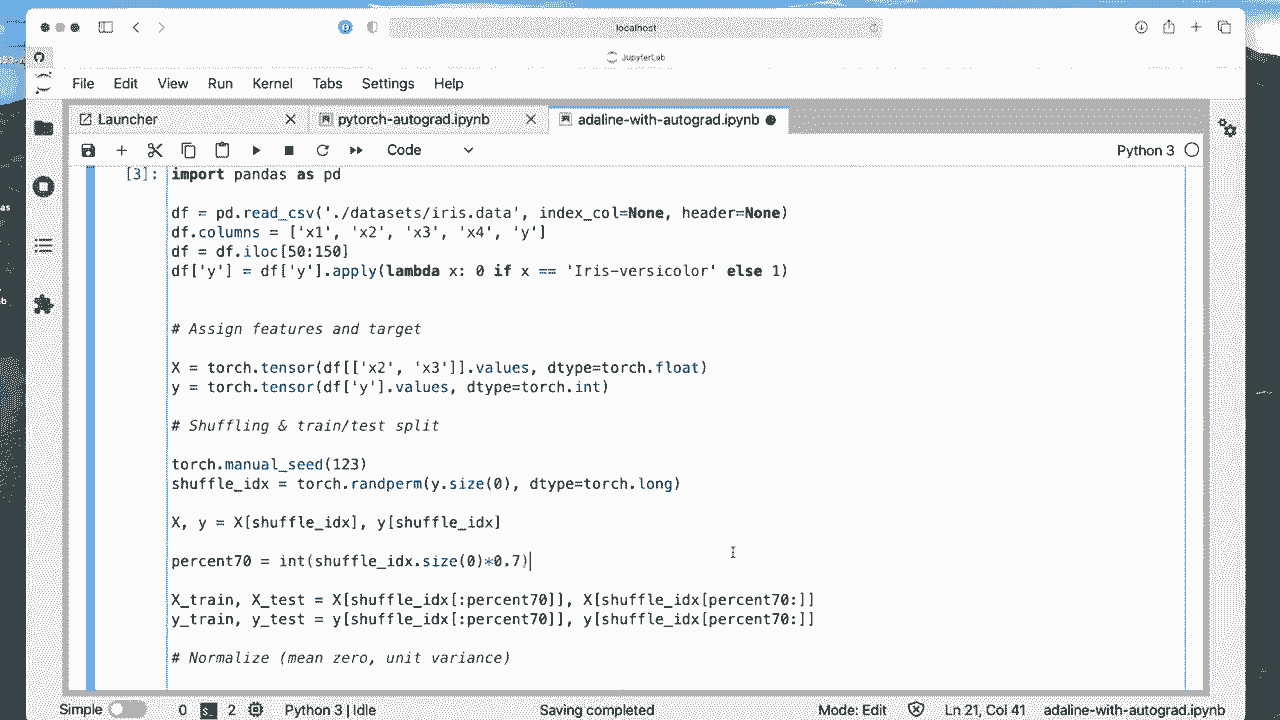 localhost
JupyterLab
File Edit View Run Kernel Tabs Settings Help
Launcher pytorch-autograd.ipynb adaline-with-autograd.ipynb
Code Python 3
[3]: import pandas as pd
df = pd.read_csv('./datasets/iris.data', index_col=None, header=None)
df.columns = ['x1', 'x2', 'x3', 'x4', 'y']
df = df.iloc[50:150]
df['y'] = df['y'].apply(lambda x: 0 if x == 'Iris-versicolor' else 1)
# Assign features and target
X = torch.tensor(df[['x2', 'x3']].values, dtype=torch.float)
y = torch.tensor(df['y'].values, dtype=torch.int)
# Shuffling & train/test split
torch.manual_seed(123)
shuffle_idx = torch.randperm(y.size(0), dtype=torch.long)
X, y = X[shuffle_idx], y[shuffle_idx]
percent70 = int(shuffle_idx.size(0)*0.7)
X_train, X_test = X[shuffle_idx[:percent70]], X[shuffle_idx[percent70:]]
y_train, y_test = y[shuffle_idx[:percent70]], y[shuffle_idx[percent70:]]
# Normalize (mean zero, unit variance)
Simple 0 2 Python 3 | Idle Saving completed Mode: Edit Ln 21, Col 41 adaline-with-autograd.ipynb